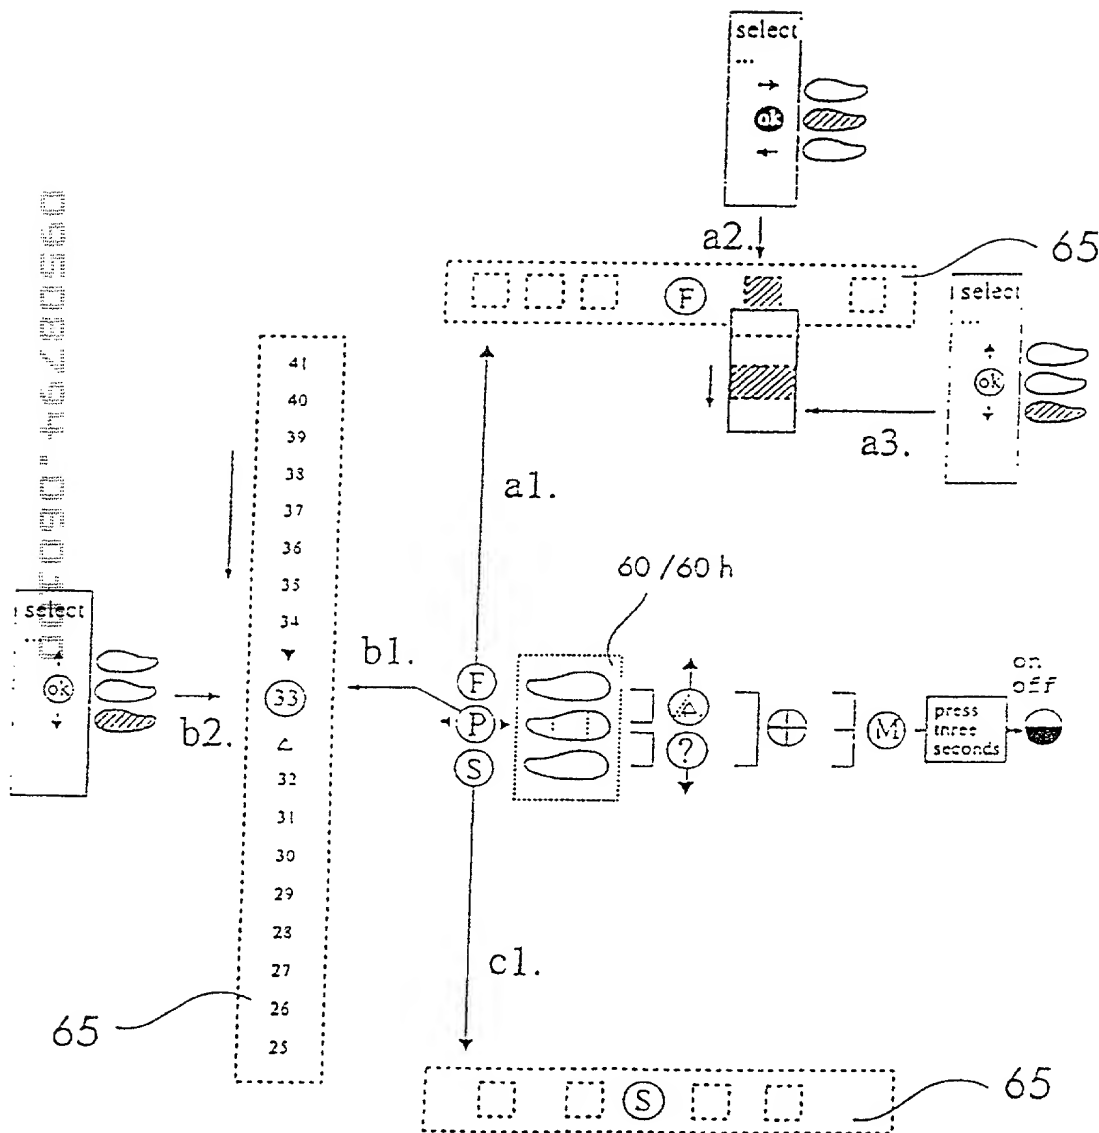 select
...
ok
a2.
65
F
select
...
ok
a3.
a1.
41
40
39
38
37
36
35
34
33
32
31
30
29
28
27
26
25
65
select
...
ok
b2.
b1.
60/60h
F
P
S
?
M
press
three
seconds
on
off
c1.
S
65